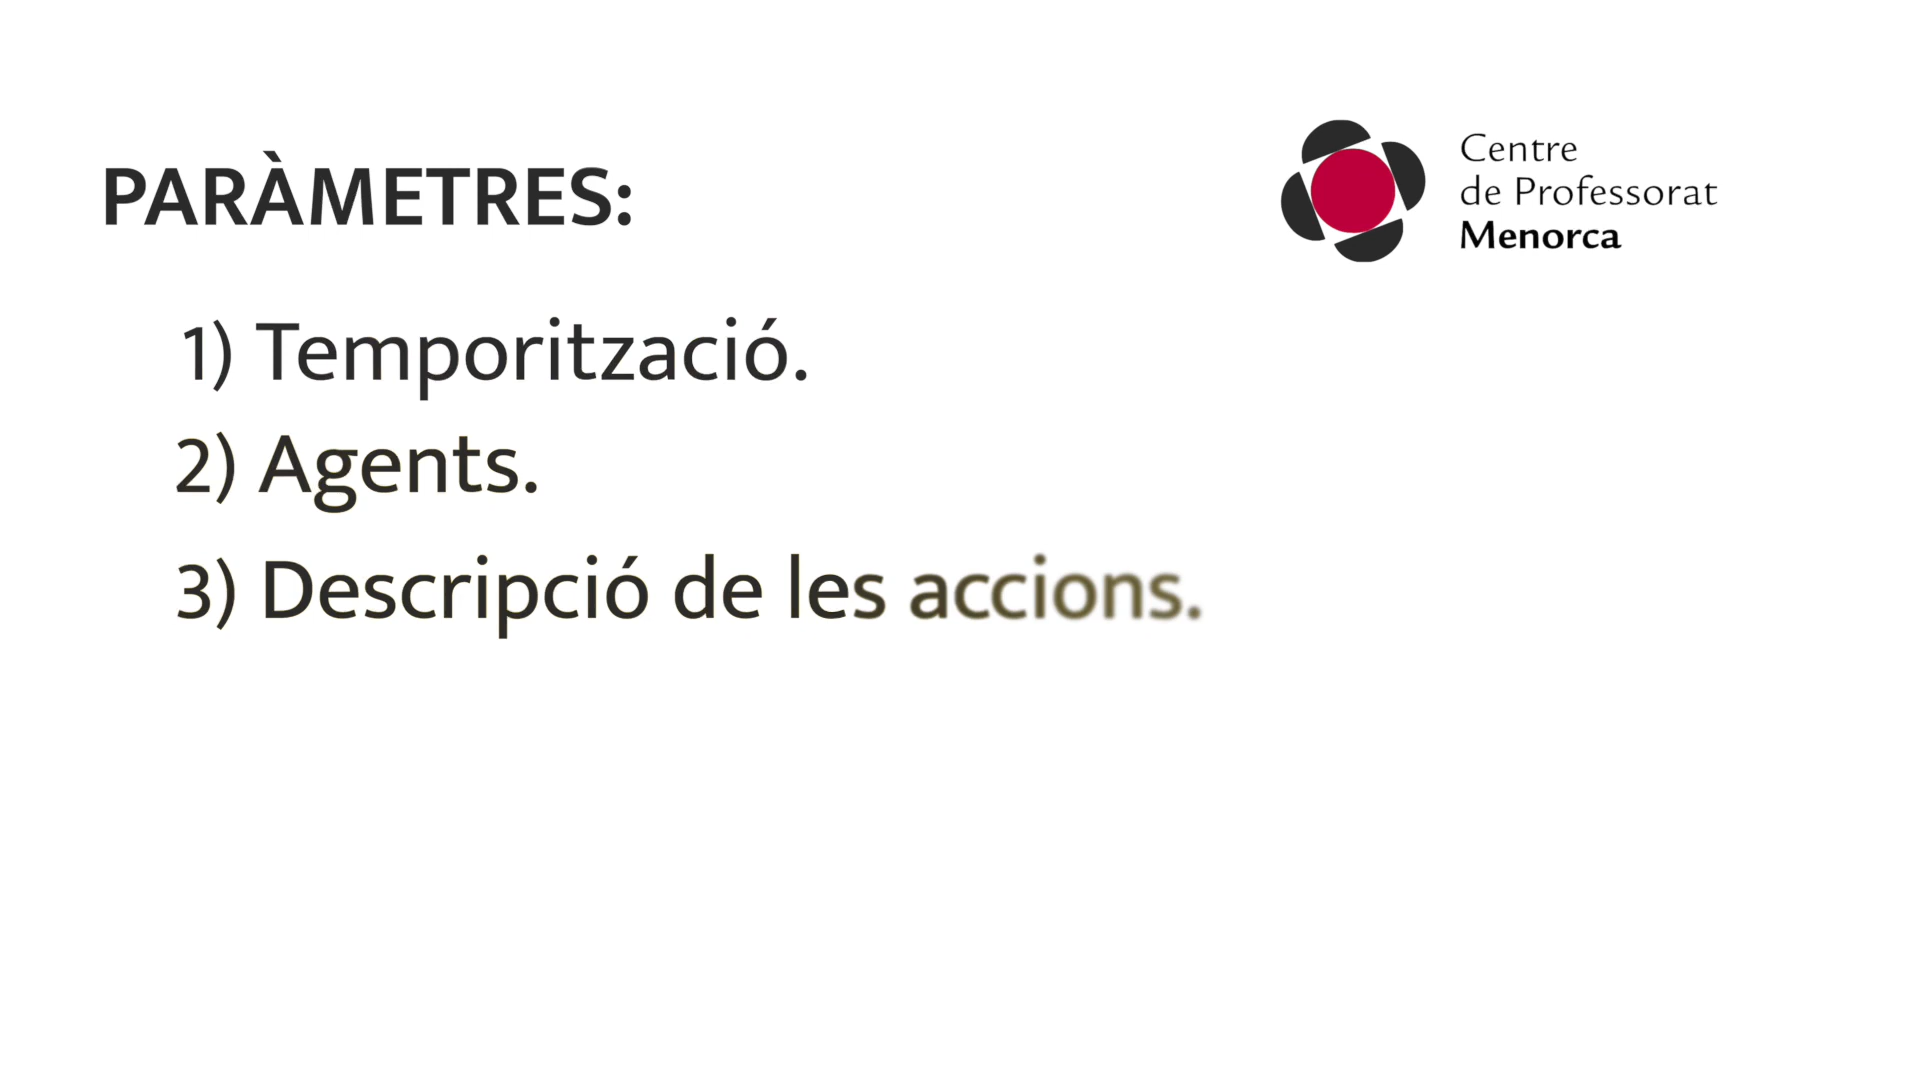 PARÀMETRES:
Centre
de Professorat
Menorca
1) Temporització.
2) Agents.
3) Descripció de les accions.